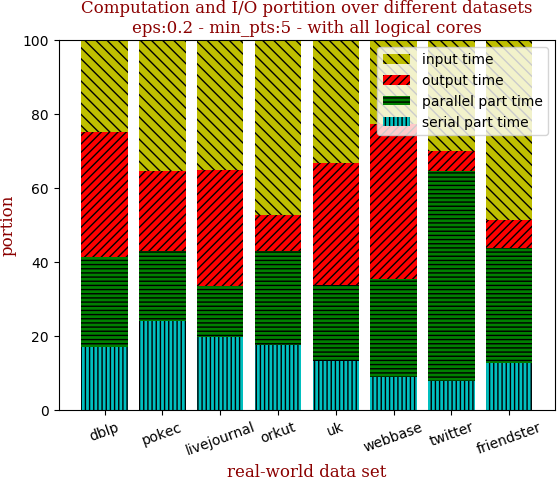 Computation and I/O portition over different datasets
eps:0.2 - min_pts:5 - with all logical cores
100
80
60
40
20
0
portion
input time
output time
parallel part time
serial part time
dblp
pokec
livejournal
orkut
uk
webbase
twitter
friendster
real-world data set